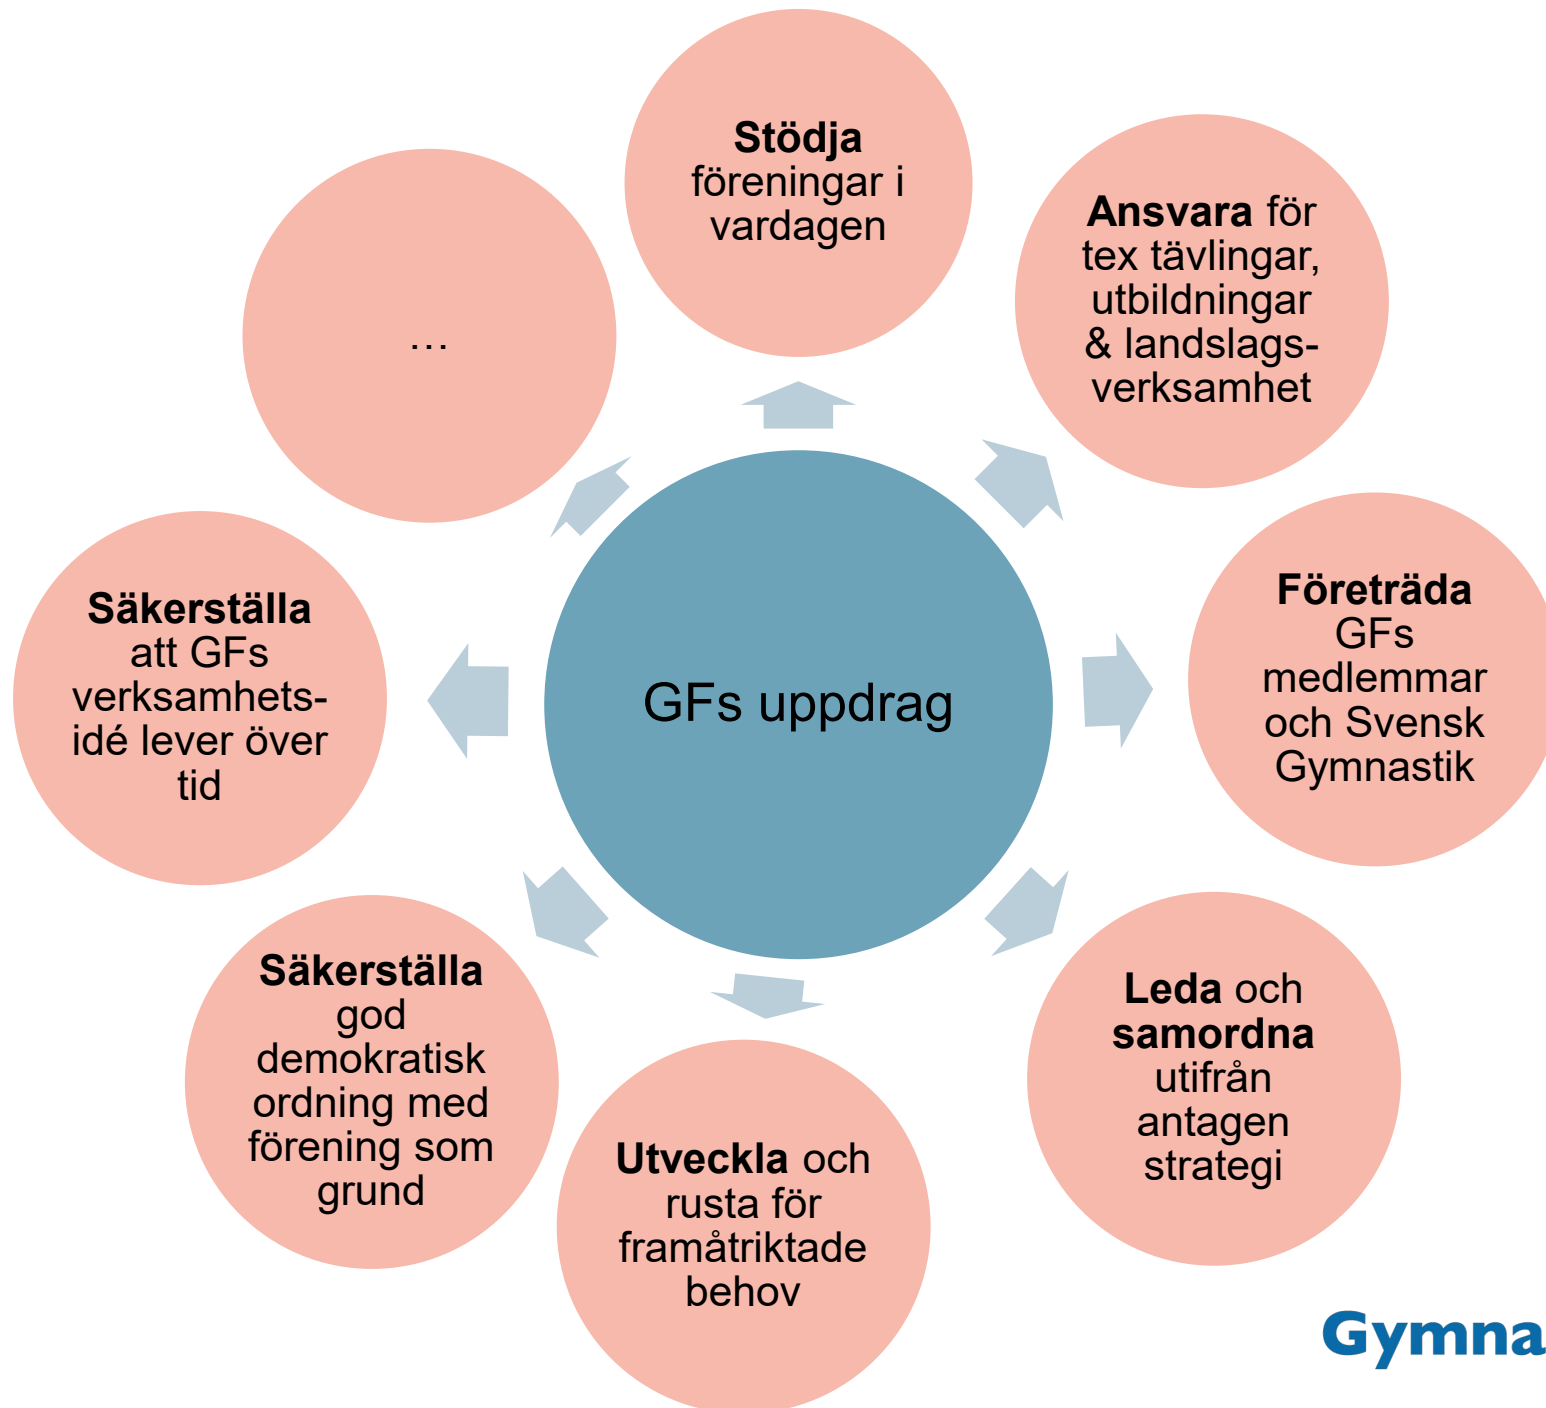 Stödja
föreningar i
vardagen
Ansvara för
tex tävlingar,
utbildningar
& landslags-
verksamhet
Företräda
GFs
medlemmar
och Svensk
Gymnastik
Leda och
samordna
utifrån
antagen
strategi
Utveckla och
rusta för
framåtriktade
behov
Säkerställa
god
demokratisk
ordning med
förening som
grund
Säkerställa
att GFs
verksamhets-
idé lever över
tid
…
GFs uppdrag
Gymna